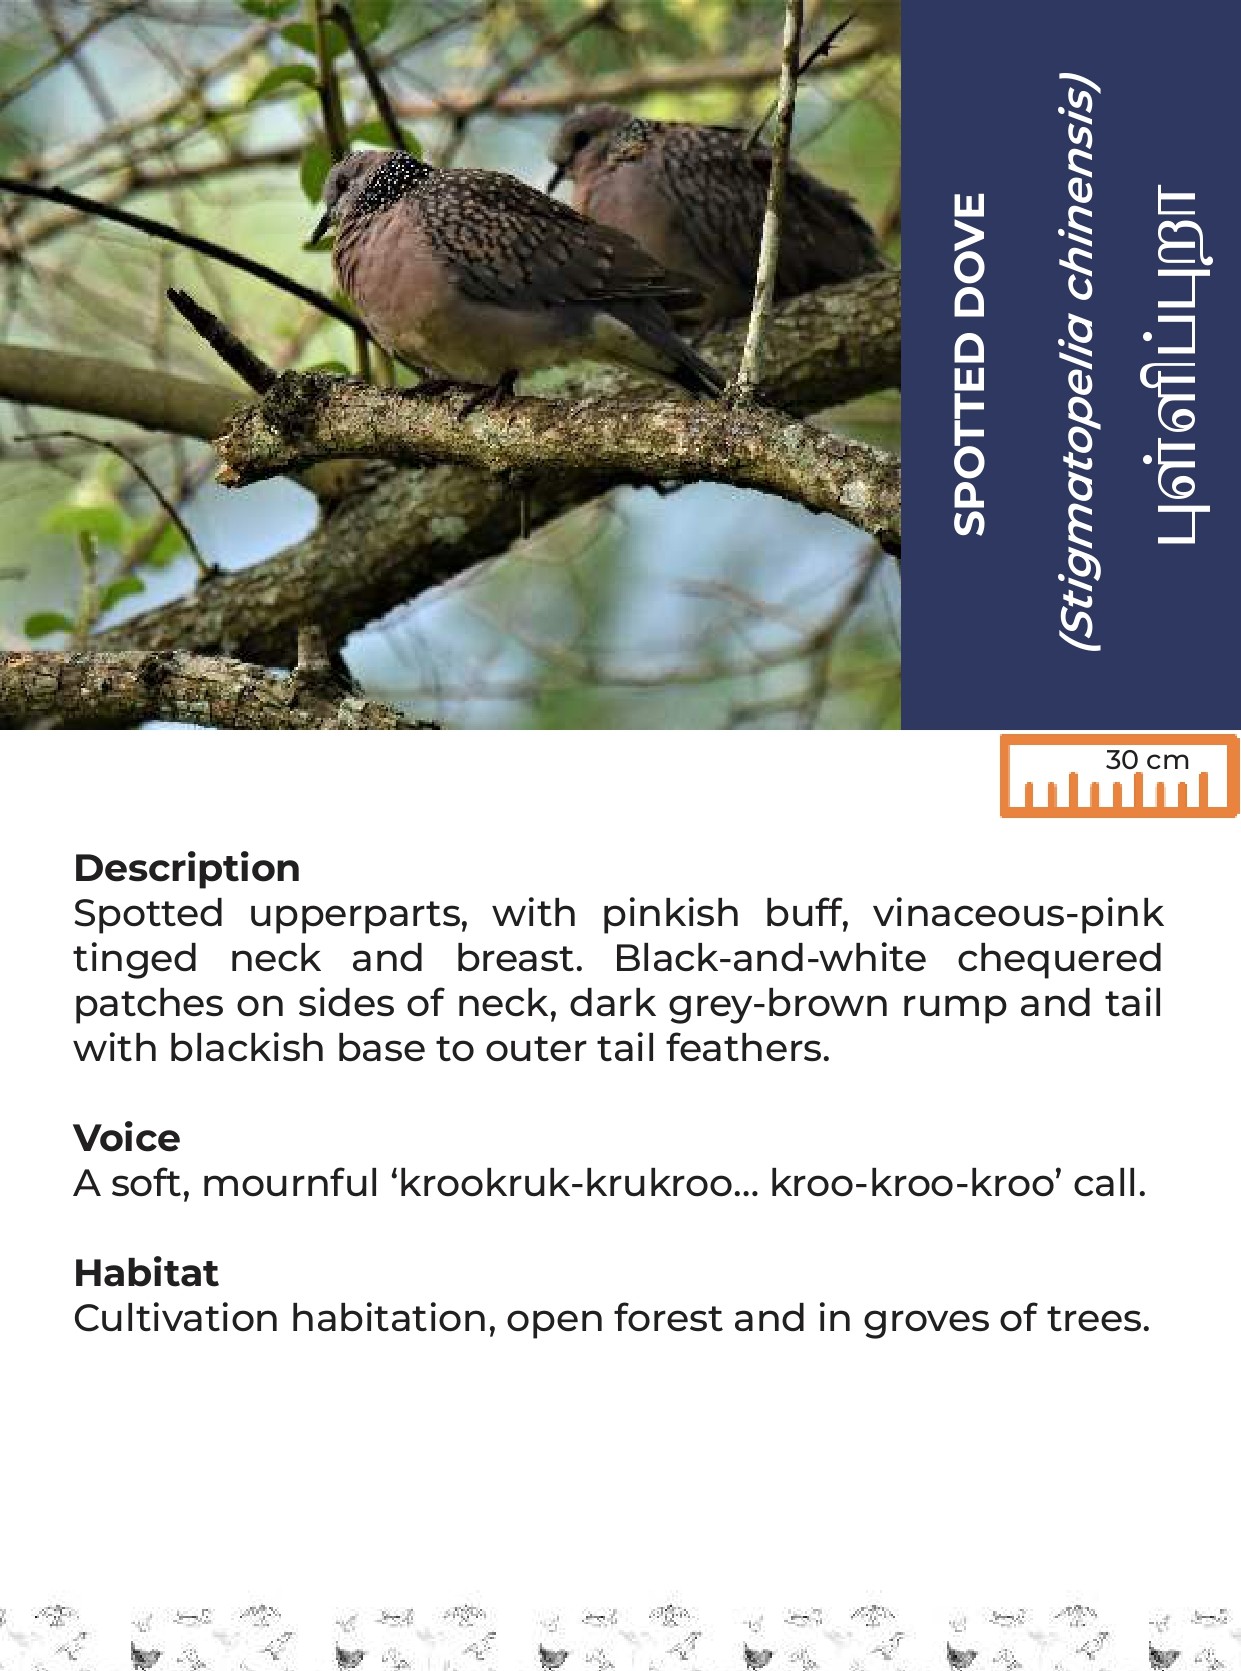 SPOTTED DOVE
(Stigmatopelia chinensis)
புள்ளிப்புறா
30 cm
Description
Spotted upperparts, with pinkish buff, vinaceous-pink
tinged neck and breast. Black-and-white chequered
patches on sides of neck, dark grey-brown rump and tail
with blackish base to outer tail feathers.
Voice
A soft, mournful ‘krookruk-krukroo... kroo-kroo-kroo’ call.
Habitat
Cultivation habitation, open forest and in groves of trees.